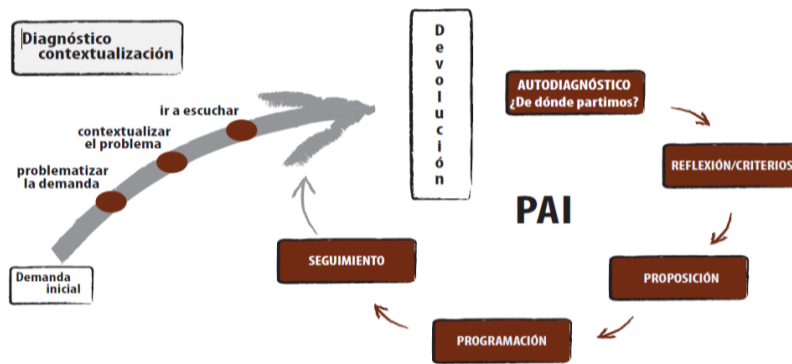 Diagnóstico
contextualización
ir a escuchar
contextualizar
el problema
problematizar
la demanda
Demanda
inicial
Devolución
AUTODIAGNÓSTICO
¿De dónde partimos?
REFLEXIÓN/CRITERIOS
PAI
PROPOSICIÓN
PROGRAMACIÓN
SEGUIMIENTO